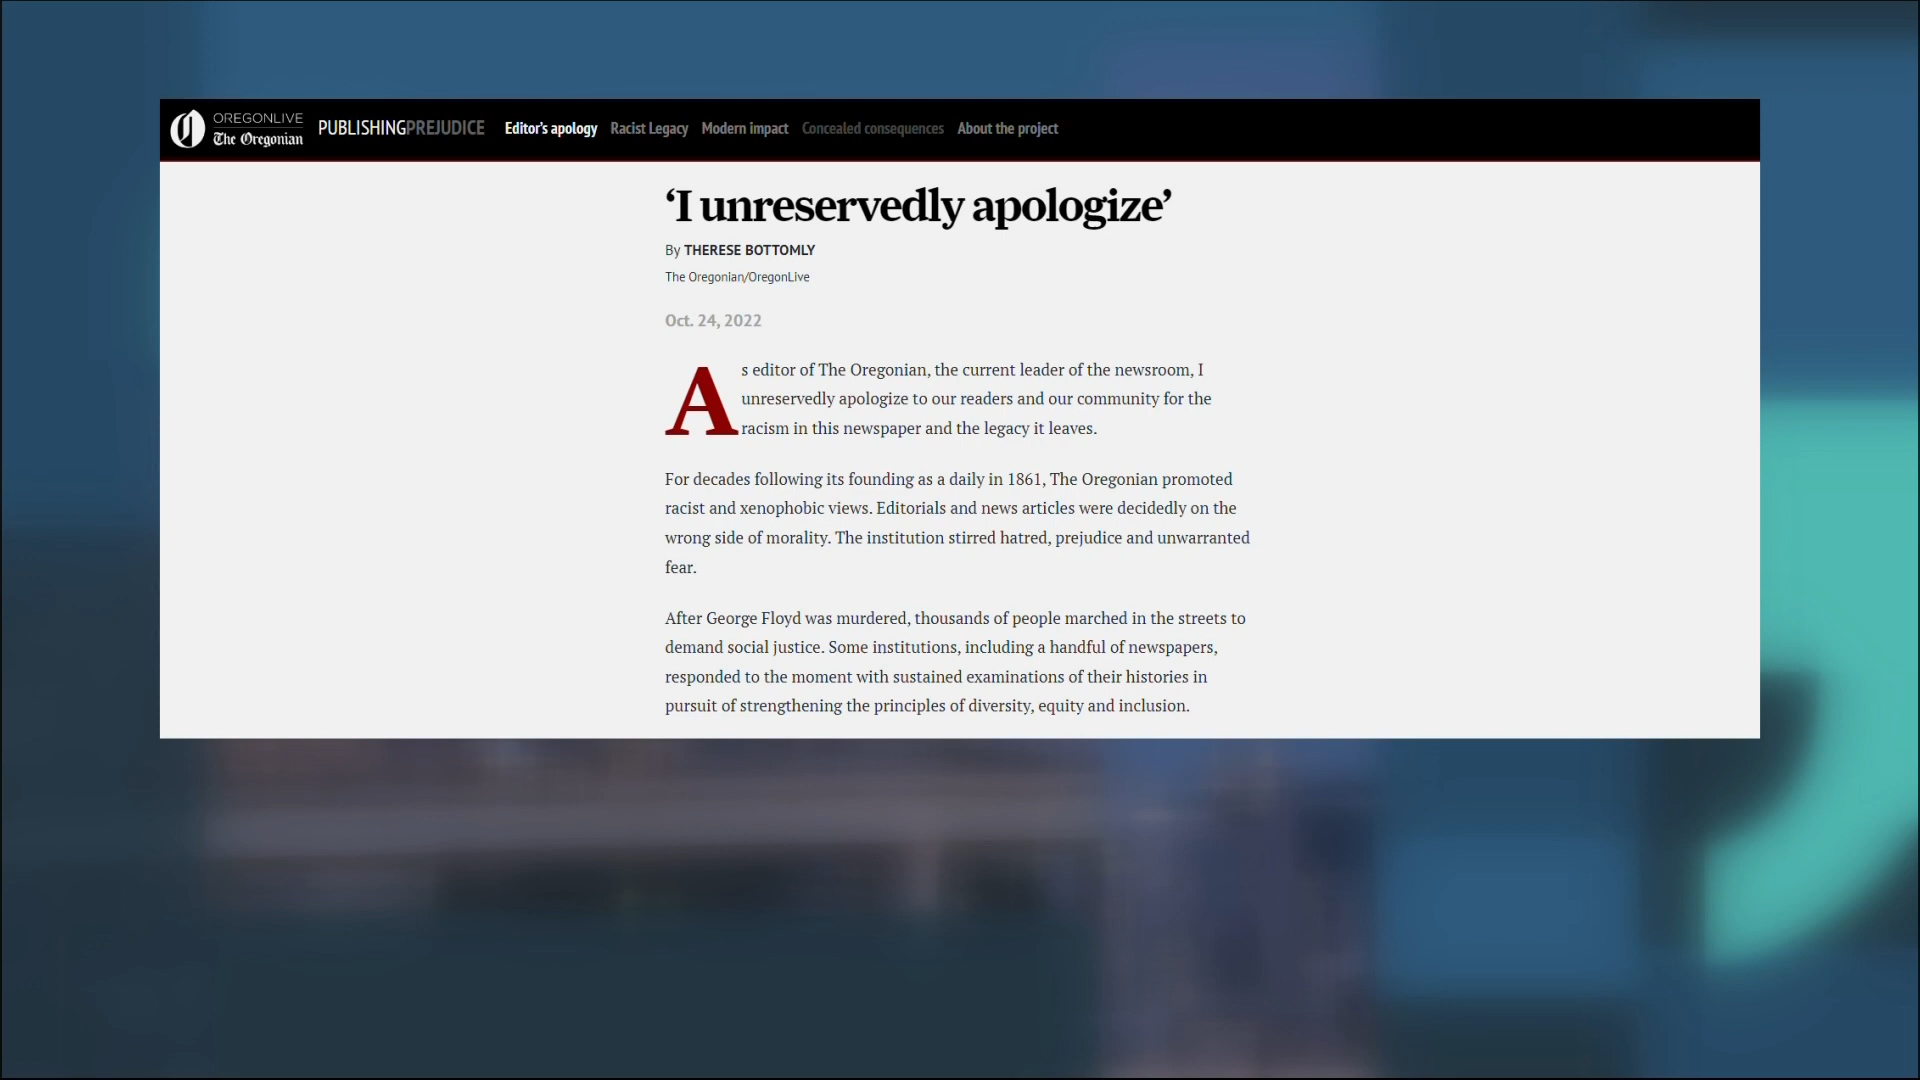 OREGONLIVE
The Oregonian
PUBLISHINGPREJUDICE Editor's apology Racist Legacy Modern impact Concealed consequences About the project
‘I unreservedly apologize’
By THERESE BOTTOMLY
The Oregonian/OregonLive
Oct. 24, 2022
As editor of The Oregonian, the current leader of the newsroom, I
unreservedly apologize to our readers and our community for the
racism in this newspaper and the legacy it leaves.
For decades following its founding as a daily in 1861, The Oregonian promoted
racist and xenophobic views. Editorials and news articles were decidedly on the
wrong side of morality. The institution stirred hatred, prejudice and unwarranted
fear.
After George Floyd was murdered, thousands of people marched in the streets to
demand social justice. Some institutions, including a handful of newspapers,
responded to the moment with sustained examinations of their histories in
pursuit of strengthening the principles of diversity, equity and inclusion.